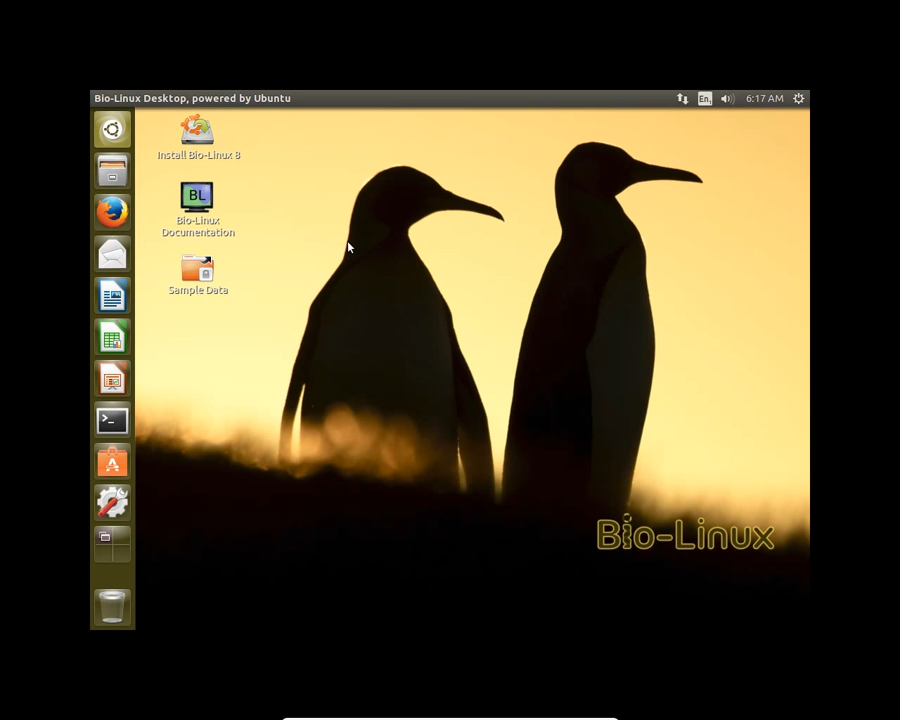 Bio-Linux Desktop, powered by Ubuntu
En1
6:17 AM
Install Bio-Linux 8
BL
Bio-Linux
Documentation
Sample Data
Bio-Linux